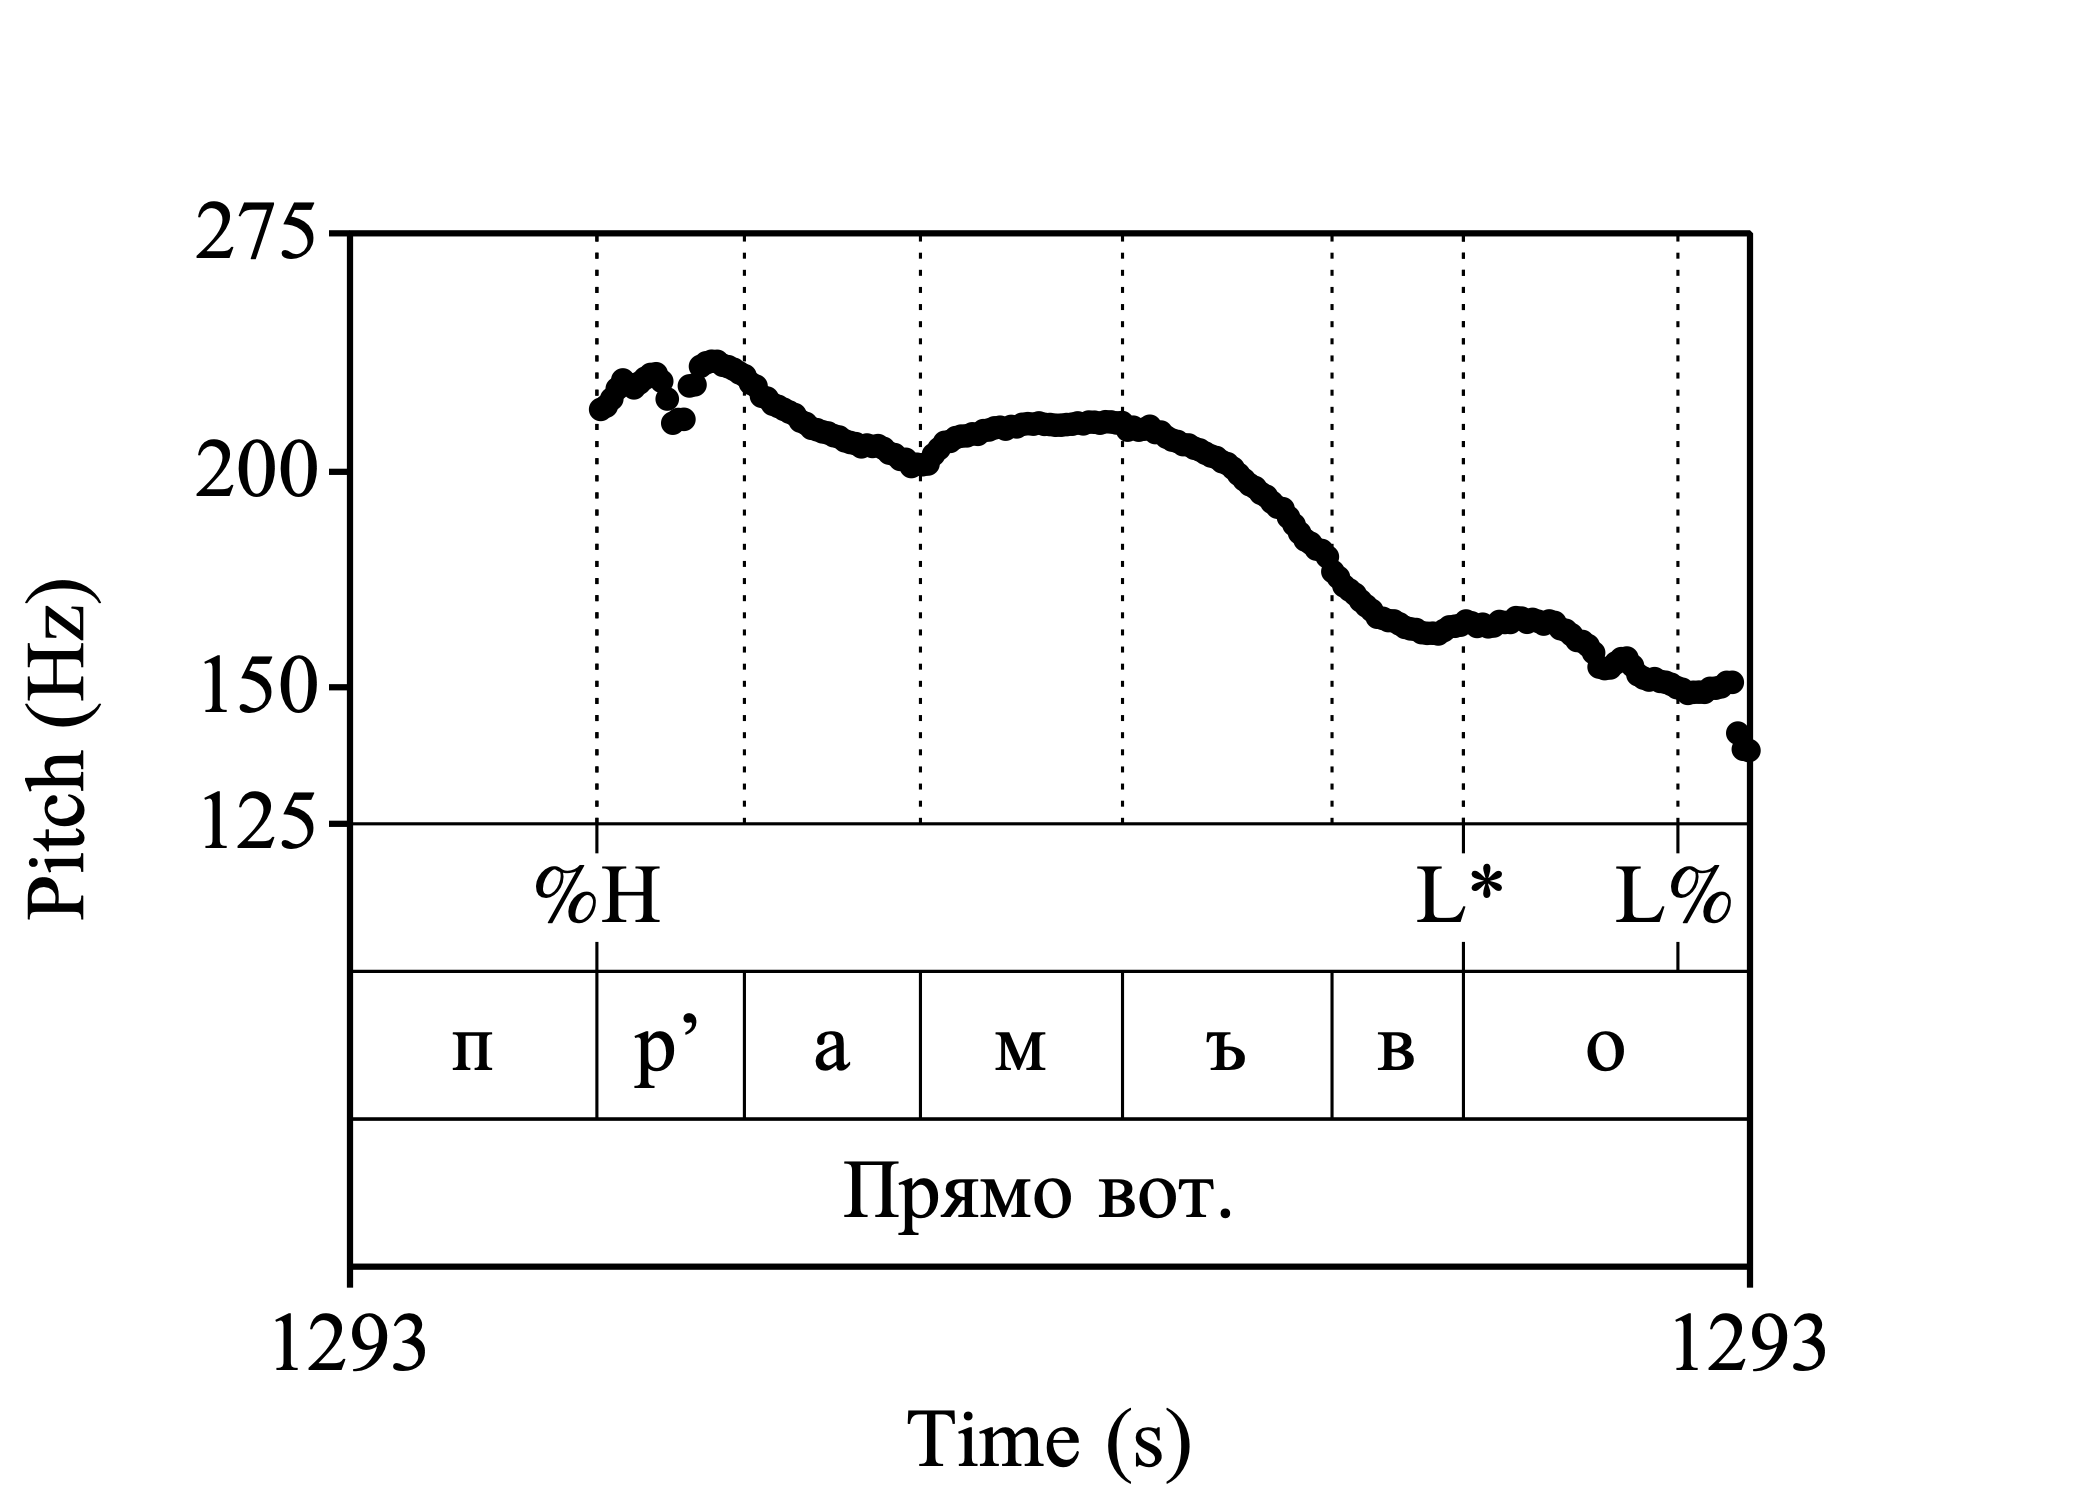 275
200
150
125
Pitch (Hz)
%H L* L%
п р’ а м ъ в о
Прямо вот.
1293 1293
Time (s)